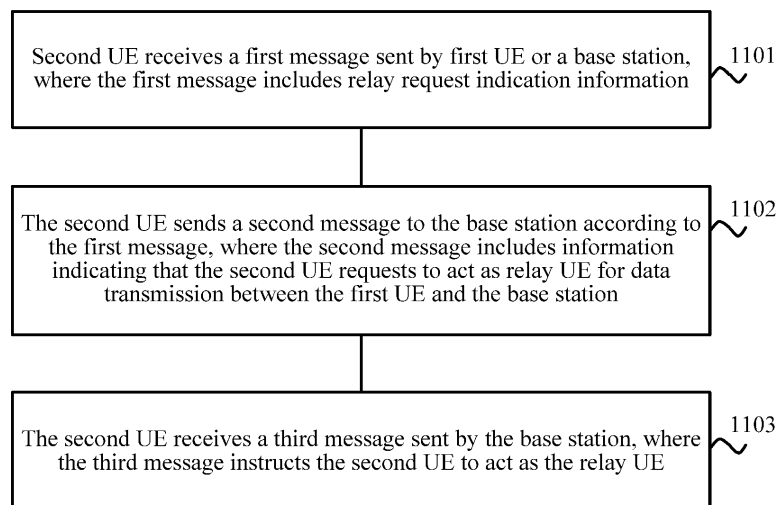 Second UE receives a first message sent by first UE or a base station,
where the first message includes relay request indication information
1101
The second UE sends a second message to the base station according to
the first message, where the second message includes information
indicating that the second UE requests to act as relay UE for data
transmission between the first UE and the base station
1102
The second UE receives a third message sent by the base station, where
the third message instructs the second UE to act as the relay UE
1103